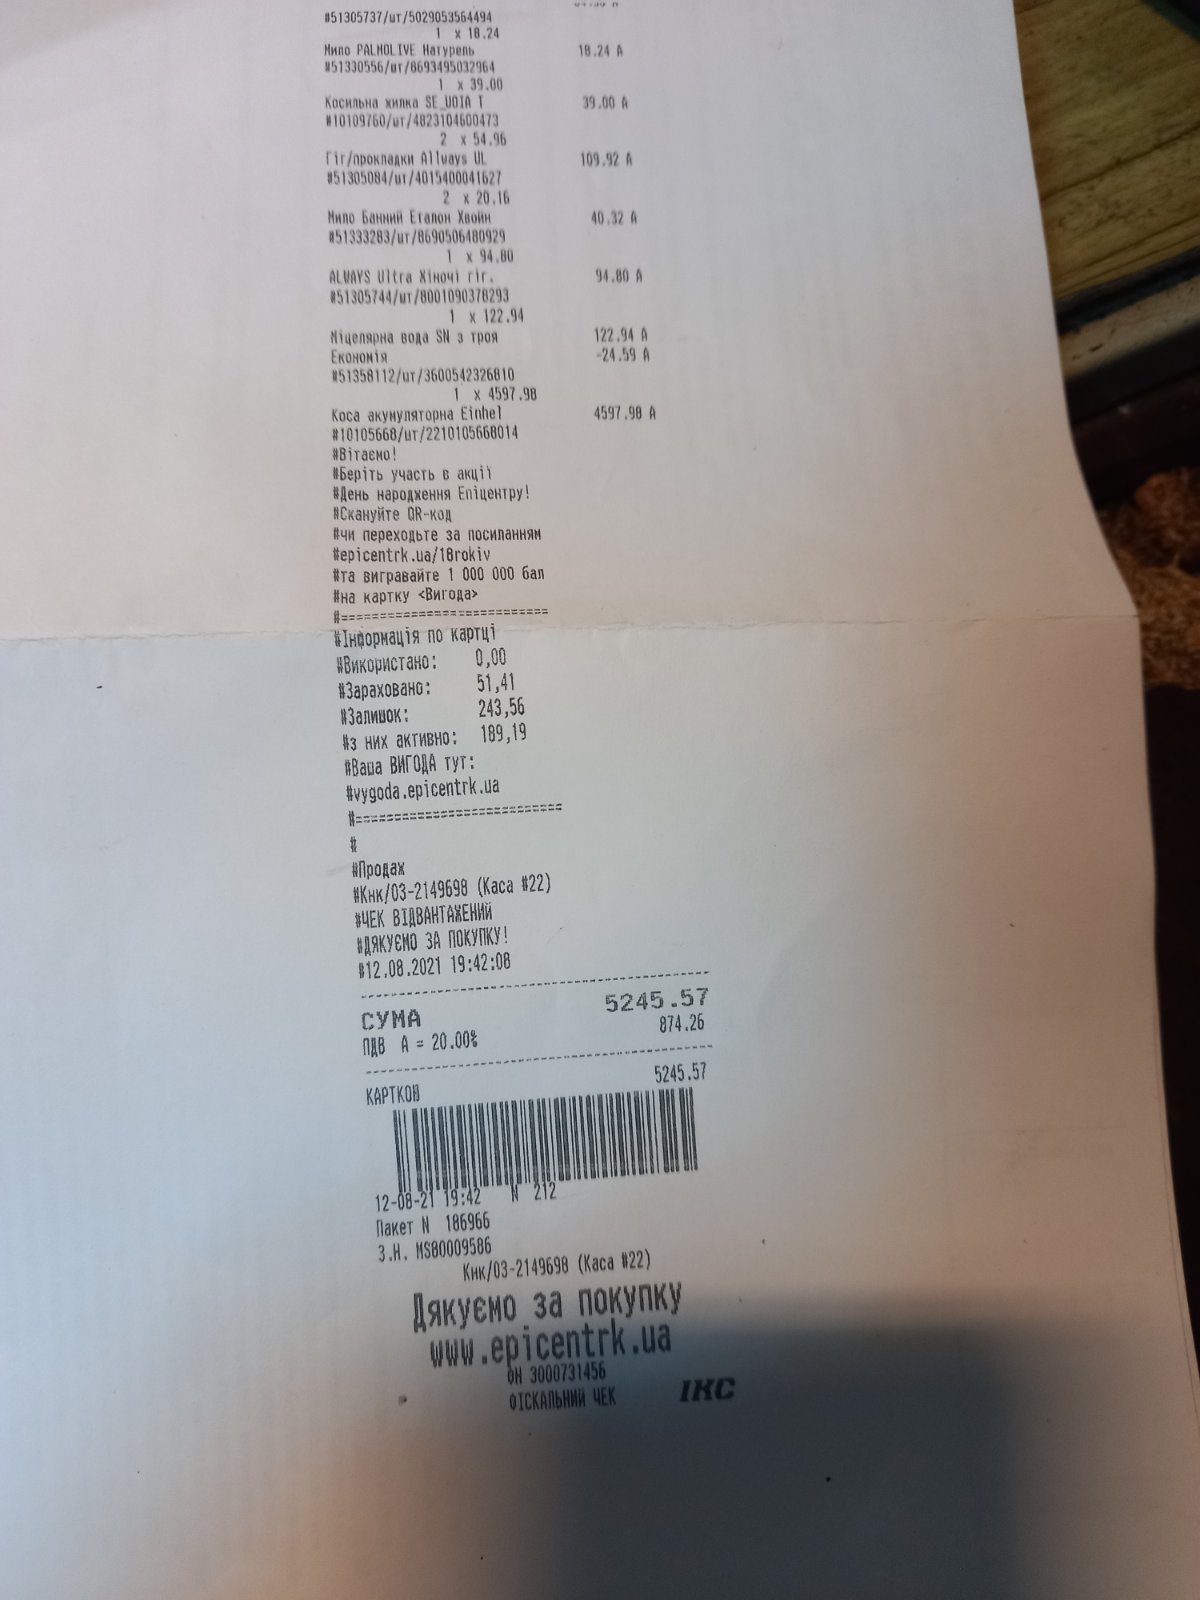 #51305737/шт/5029053564494
1 x 18.24
Мило PALMOLIVE Натурель 18.24 А
#51330556/шт/8693495032964
1 x 39.00
Косильна жилка SE_UOIA T 39.00 А
#10109760/шт/4823104600473
2 x 54.96
Гіг/прокладки Allways UL 109.92 А
#51305084/шт/4015400041627
2 x 20.16
Мило Банний Еталон Хвойн 40.32 А
#51333283/шт/8690506480929
1 x 94.80
ALWAYS Ultra Жіночі гіг. 94.80 А
#51305744/шт/8001090378293
1 x 122.94
Міцелярна вода SN з троя 122.94 А
Економія -24.59 А
#51358112/шт/3600542326810
1 x 4597.98
Коса акумуляторна Einhel 4597.98 А
#10105668/шт/2210105668014
#Вітаємо!
#Беріть участь в акції
#День народження Епіцентру!
#Скануйте QR-код
#чи переходьте за посиланням
#epicentrk.ua/18rokiv
#та вигравайте 1 000 000 бал
#на картку <Вигода>
#===========================
#Інформація по картці
#Використано: 0,00
#Зараховано: 51,41
#Залишок: 243,56
#з них активно: 189,19
#Ваша ВИГОДА тут:
#vygoda.epicentrk.ua
#===========================
#
#Продаж
#Кнк/03-2149698 (Каса #22)
#ЧЕК ВІДВАНТАЖЕНИЙ
#ДЯКУЄМО ЗА ПОКУПКУ!
#12.08.2021 19:42:08
СУМА 5245.57
ПДВ А = 20.00% 874.26
КАРТКОЮ 5245.57
12-08-21 19:42 N 212
Пакет N 186966
З.Н. MS80009586
Кнк/03-2149698 (Каса #22)
Дякуємо за покупку
www.epicentrk.ua
ФН 3000731456
ФІСКАЛЬНИЙ ЧЕК IKC